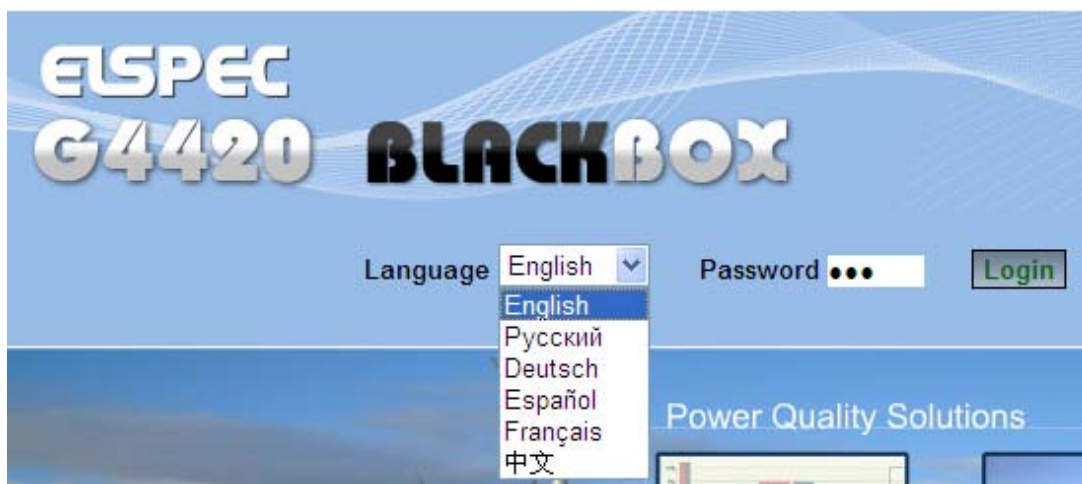 ELSPEC
G4420 BLACKBOX
Language English Password ●●● Login
English
Русский
Deutsch
Español
Français
中文
Power Quality Solutions